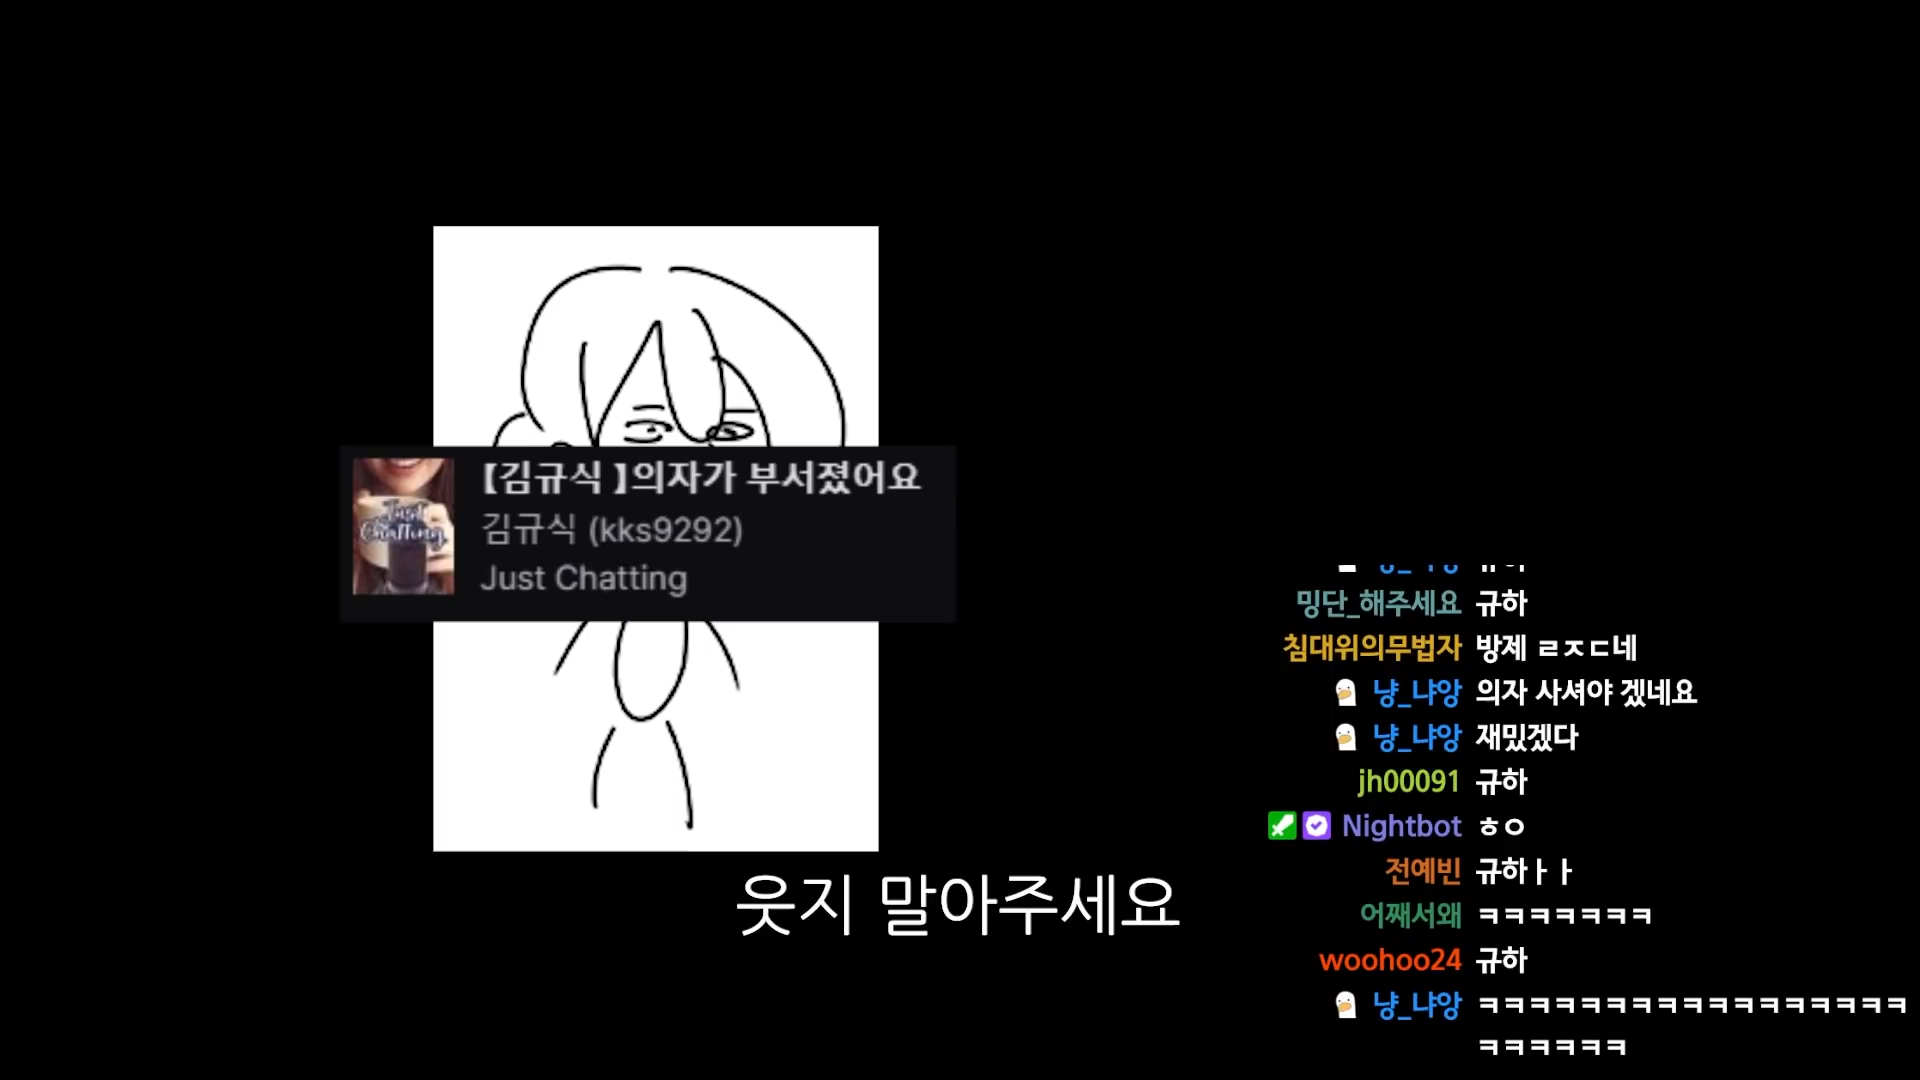 【김규식 】의자가 부서졌어요
김규식 (kks9292)
Just Chatting
Just Chatting
웃지 말아주세요
밍단_해주세요 규하
침대위의무법자 방제 ㄹㅈㄷ네
냥_냐앙 의자 사셔야 겠네요
냥_냐앙 재밌겠다
jh00091 규하
Nightbot ㅎㅇ
전예빈 규하ㅏㅏ
어째서왜 ㅋㅋㅋㅋㅋㅋㅋ
woohoo24 규하
냥_냐앙 ㅋㅋㅋㅋㅋㅋㅋㅋㅋㅋㅋㅋㅋㅋㅋㅋㅋ
ㅋㅋㅋㅋㅋㅋ